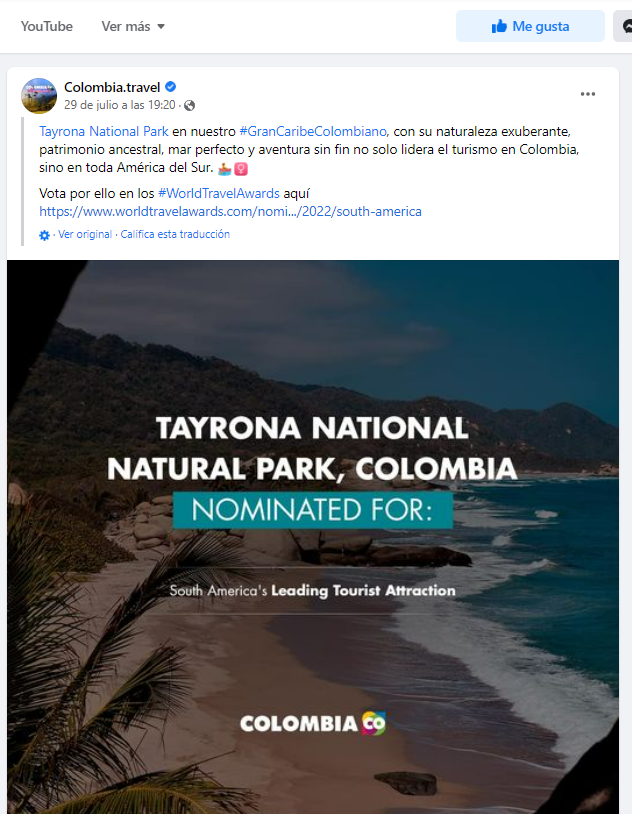 YouTube
Ver más
Me gusta
Colombia.travel
29 de julio a las 19:20 ·
Tayrona National Park en nuestro #GranCaribeColombiano, con su naturaleza exuberante,
patrimonio ancestral, mar perfecto y aventura sin fin no solo lidera el turismo en Colombia,
sino en toda América del Sur.
Vota por ello en los #WorldTravelAwards aquí
https://www.worldtravelawards.com/nomi.../2022/south-america
· Ver original · Califica esta traducción
TAYRONA NATIONAL
NATURAL PARK, COLOMBIA
NOMINATED FOR:
South America's Leading Tourist Attraction
COLOMBIA CO